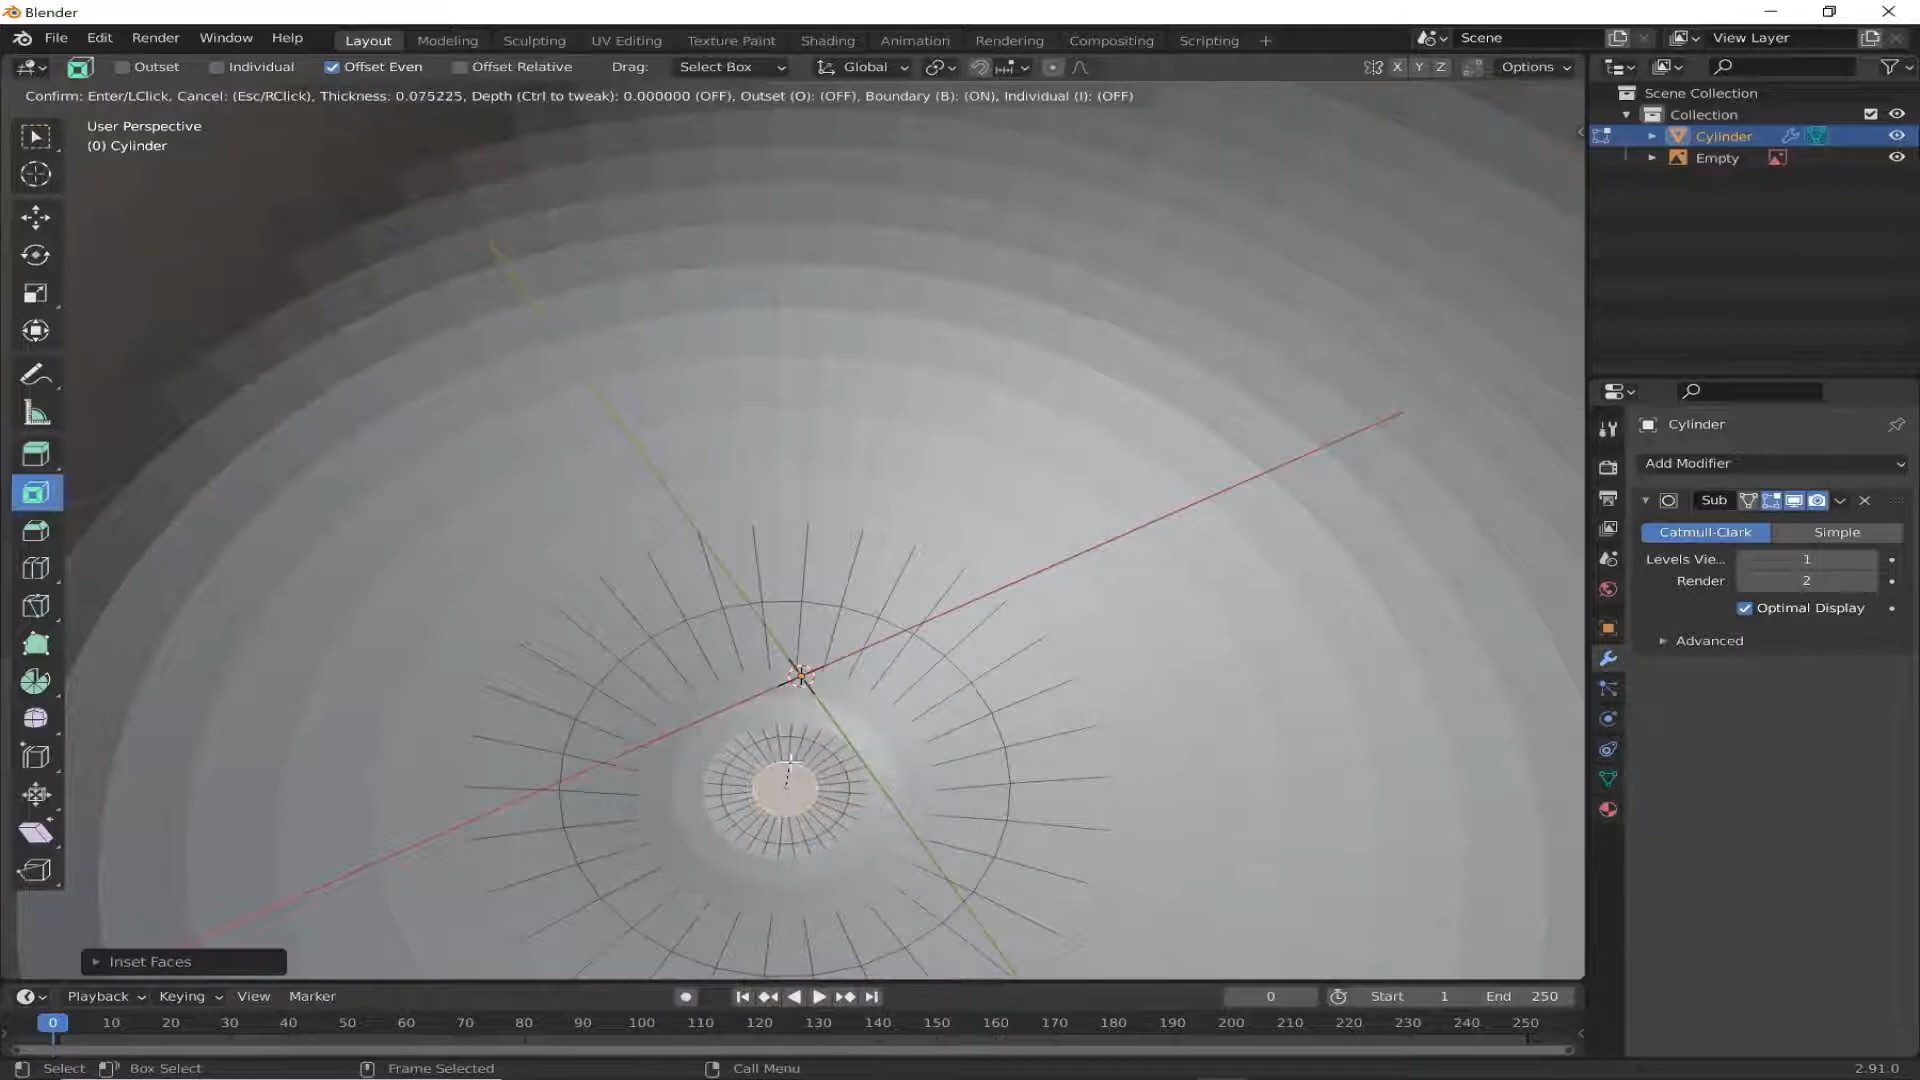 Blender
File Edit Render Window Help Layout Modeling Sculpting UV Editing Texture Paint Shading Animation Rendering Compositing Scripting + Scene View Layer
Outset Individual Offset Even Offset Relative Drag: Select Box Global X Y Z Options
Confirm: Enter/LClick, Cancel: (Esc/RClick), Thickness: 0.075225, Depth (Ctrl to tweak): 0.000000 (OFF), Outset (O): (OFF), Boundary (B): (ON), Individual (I): (OFF)
User Perspective
(0) Cylinder
Scene Collection
Collection
Cylinder
Empty
Cylinder
Add Modifier
Sub
Catmull-Clark Simple
Levels Vie... 1
Render 2
Optimal Display
Advanced
Inset Faces
Playback Keying View Marker 0 Start 1 End 250
0 10 20 30 40 50 60 70 80 90 100 110 120 130 140 150 160 170 180 190 200 210 220 230 240 250
Select Box Select Frame Selected Call Menu 2.91.0